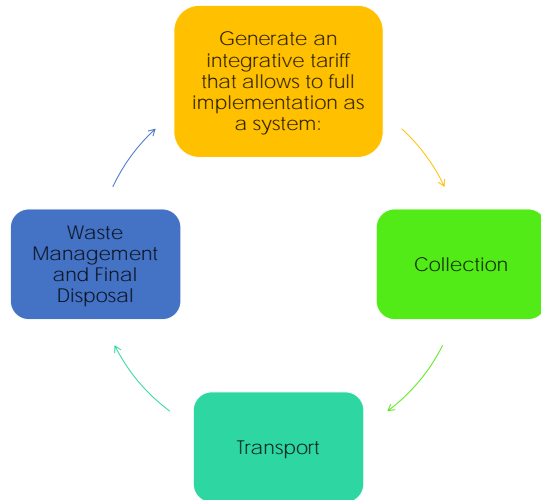 Generate an
integrative tariff
that allows to full
implementation as
a system:
Collection
Transport
Waste
Management
and Final
Disposal